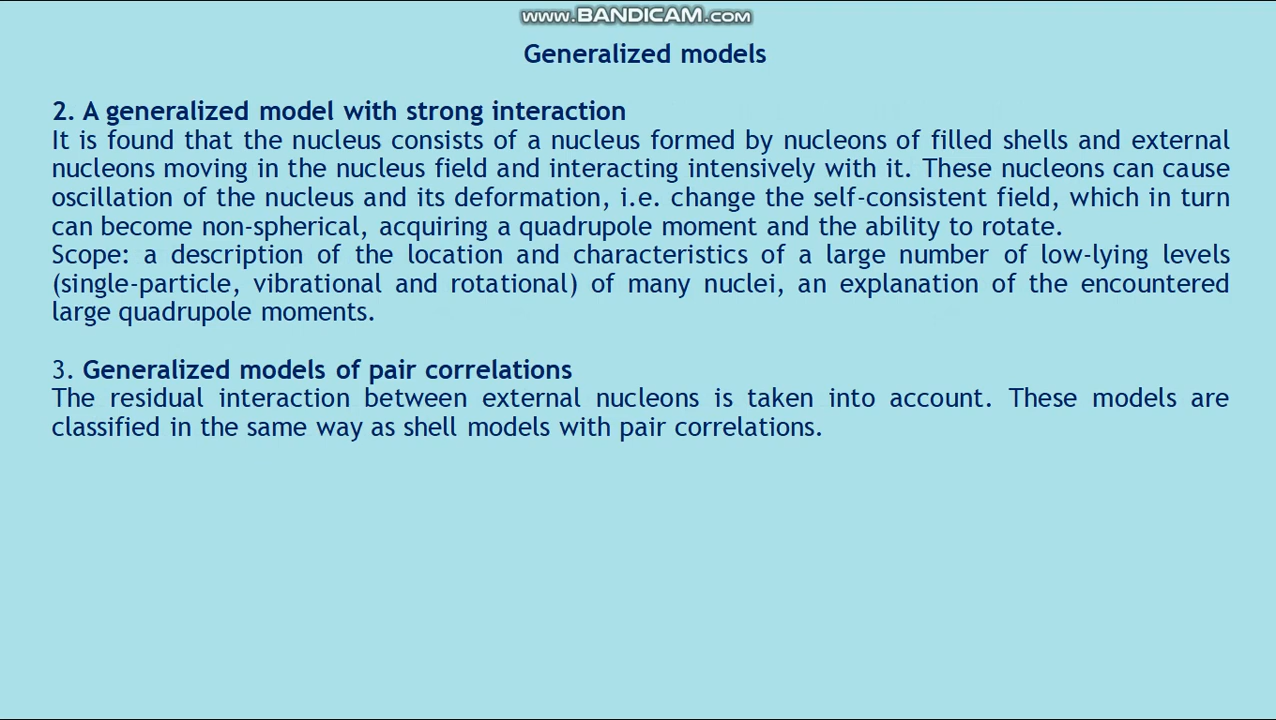 www.BANDICAM.com
Generalized models
2. A generalized model with strong interaction
It is found that the nucleus consists of a nucleus formed by nucleons of filled shells and external
nucleons moving in the nucleus field and interacting intensively with it. These nucleons can cause
oscillation of the nucleus and its deformation, i.e. change the self-consistent field, which in turn
can become non-spherical, acquiring a quadrupole moment and the ability to rotate.
Scope: a description of the location and characteristics of a large number of low-lying levels
(single-particle, vibrational and rotational) of many nuclei, an explanation of the encountered
large quadrupole moments.
3. Generalized models of pair correlations
The residual interaction between external nucleons is taken into account. These models are
classified in the same way as shell models with pair correlations.